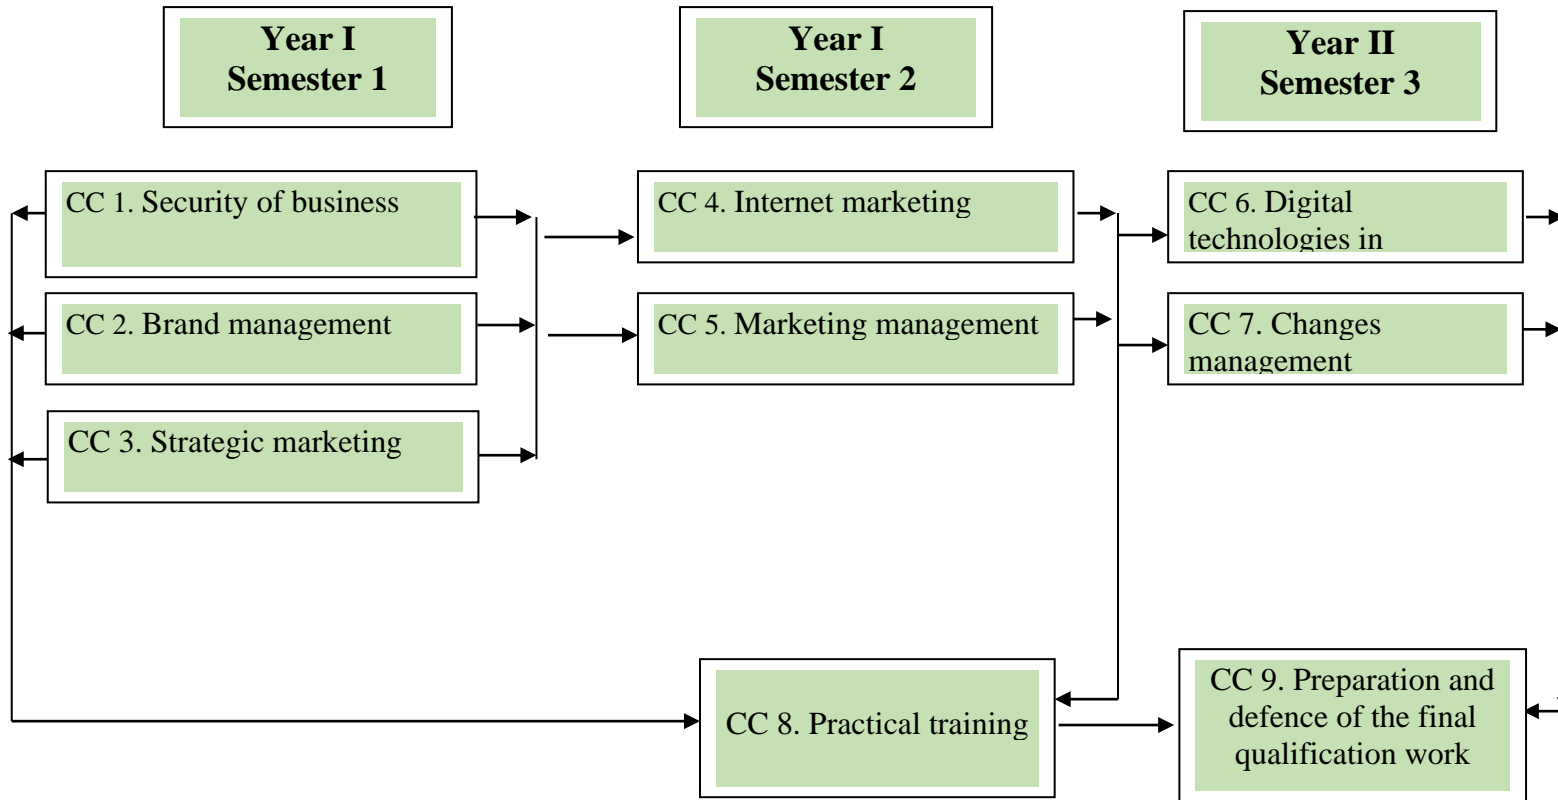 Year I
Semester 1
Year I
Semester 2
Year II
Semester 3
CC 1. Security of business
CC 4. Internet marketing
CC 6. Digital
technologies in
CC 2. Brand management
CC 5. Marketing management
CC 7. Changes
management
CC 3. Strategic marketing
CC 8. Practical training
CC 9. Preparation and
defence of the final
qualification work